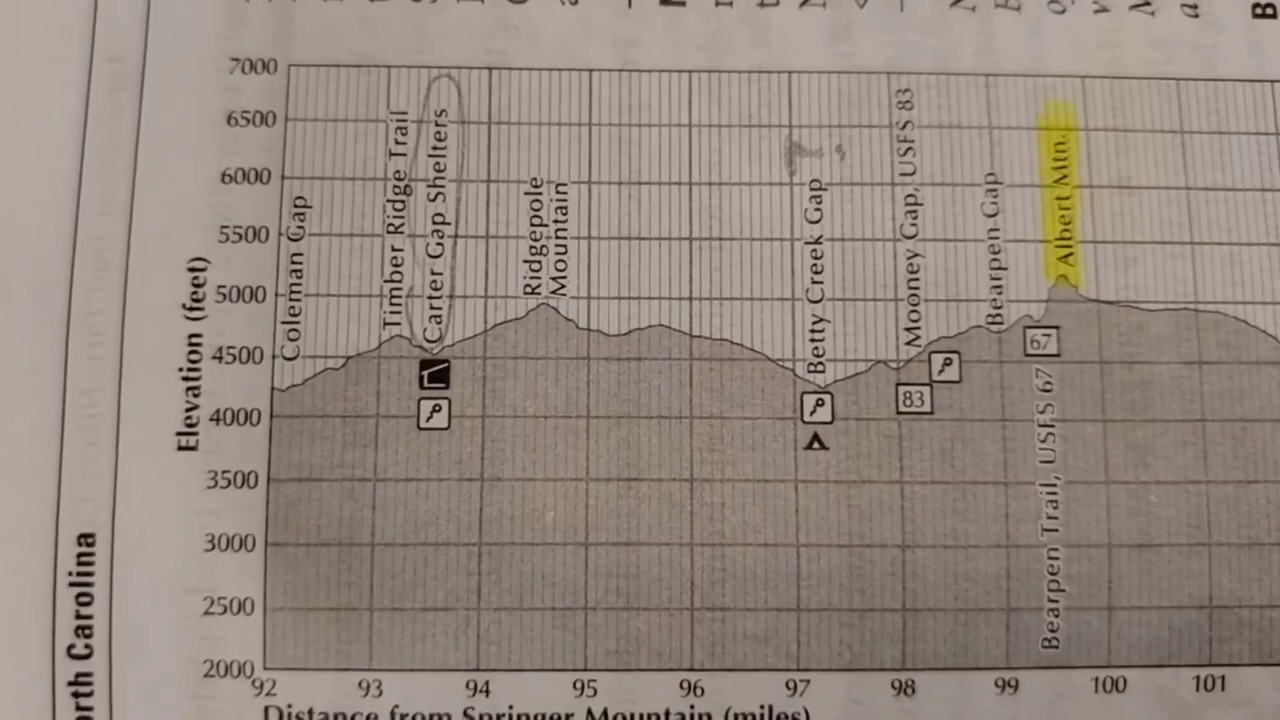 7000
6500
6000
5500
5000
4500
4000
3500
3000
2500
2000
Elevation (feet)
Coleman Gap
Timber Ridge Trail
Carter Gap Shelters
Ridgepole
Mountain
?
Betty Creek Gap
Mooney Gap, USFS 83
Bearpen Gap
Albert Mtn.
67
83
Bearpen Trail, USFS 67
92 93 94 95 96 97 98 99 100 101
Distance from Springer Mountain (miles)
orth Carolina
B